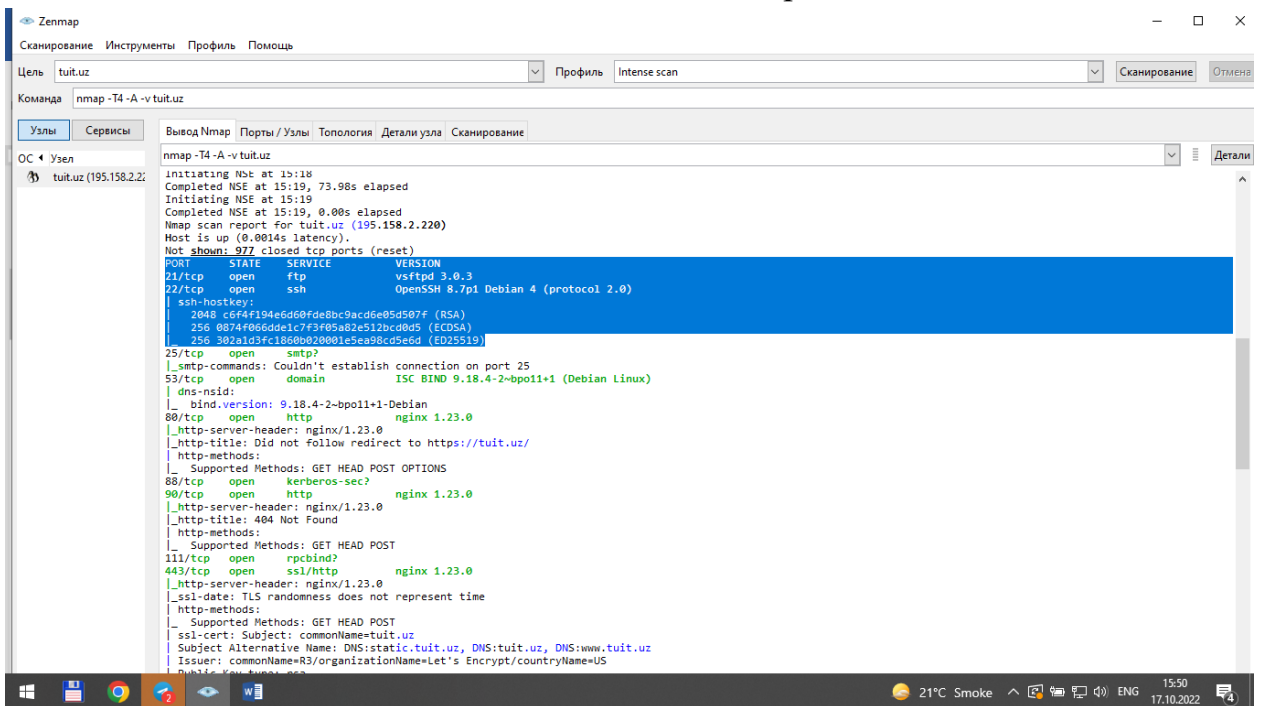 Zenmap
Сканирование Инструменты Профиль Помощь
Цель tuit.uz Профиль Intense scan Сканирование Отмена
Команда nmap -T4 -A -v tuit.uz
Узлы Сервисы Вывод Nmap Порты / Узлы Топология Детали узла Сканирование
ОС Узел nmap -T4 -A -v tuit.uz Детали
tuit.uz (195.158.2.22
Initiating NSE at 15:18
Completed NSE at 15:19, 73.98s elapsed
Initiating NSE at 15:19
Completed NSE at 15:19, 0.00s elapsed
Nmap scan report for tuit.uz (195.158.2.220)
Host is up (0.0014s latency).
Not shown: 977 closed tcp ports (reset)
PORT STATE SERVICE VERSION
21/tcp open ftp vsftpd 3.0.3
22/tcp open ssh OpenSSH 8.7p1 Debian 4 (protocol 2.0)
| ssh-hostkey:
| 2048 c6f4f194e6d60fde8bc9acd6e05d507f (RSA)
| 256 0874f066dde1c7f3f05a82e512bcd0d5 (ECDSA)
|_ 256 302a1d3fc1860b020001e5ea98cd5e6d (ED25519)
25/tcp open smtp?
|_smtp-commands: Couldn't establish connection on port 25
53/tcp open domain ISC BIND 9.18.4-2~bpo11+1 (Debian Linux)
| dns-nsid:
|_ bind.version: 9.18.4-2~bpo11+1-Debian
80/tcp open http nginx 1.23.0
|_http-server-header: nginx/1.23.0
|_http-title: Did not follow redirect to https://tuit.uz/
| http-methods:
|_ Supported Methods: GET HEAD POST OPTIONS
88/tcp open kerberos-sec?
90/tcp open http nginx 1.23.0
|_http-server-header: nginx/1.23.0
|_http-title: 404 Not Found
| http-methods:
|_ Supported Methods: GET HEAD POST
111/tcp open rpcbind?
443/tcp open ssl/http nginx 1.23.0
|_http-server-header: nginx/1.23.0
|_ssl-date: TLS randomness does not represent time
| http-methods:
|_ Supported Methods: GET HEAD POST
| ssl-cert: Subject: commonName=tuit.uz
| Subject Alternative Name: DNS:static.tuit.uz, DNS:tuit.uz, DNS:www.tuit.uz
| Issuer: commonName=R3/organizationName=Let's Encrypt/countryName=US
| Public Key type: rsa
2 21°C Smoke ENG 15:50
17.10.2022 4